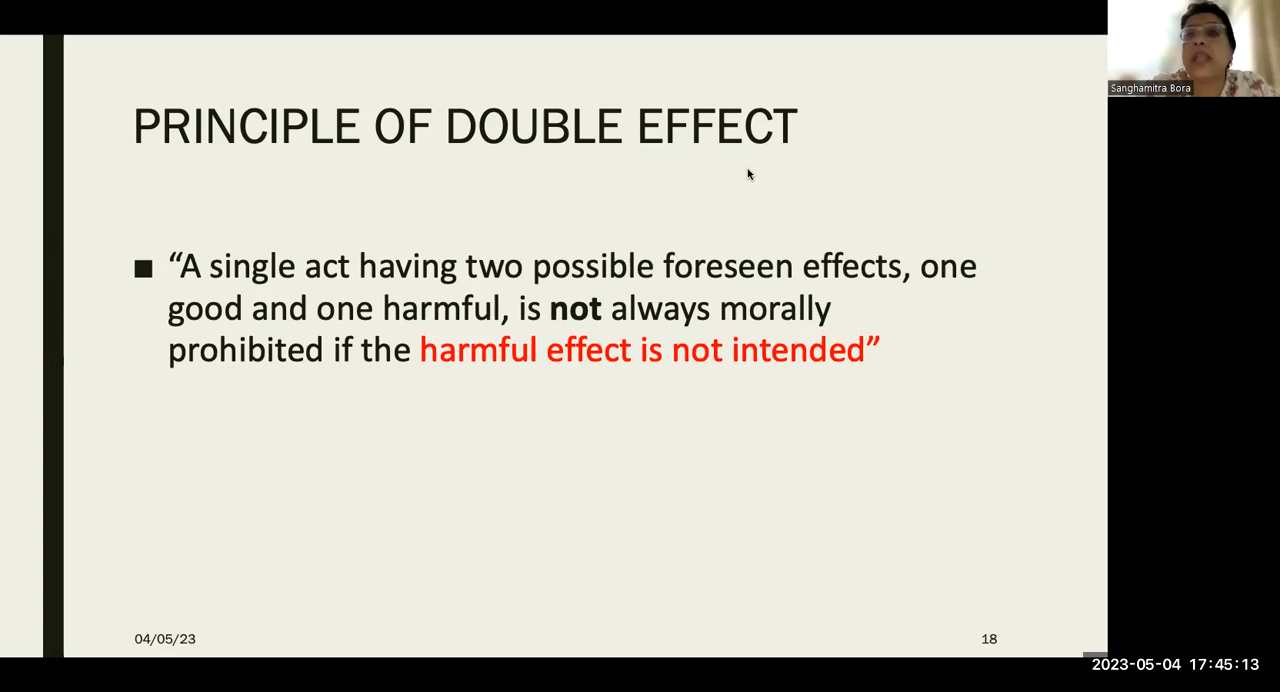 PRINCIPLE OF DOUBLE EFFECT
Sanghamitra Bora
■ “A single act having two possible foreseen effects, one
good and one harmful, is not always morally
prohibited if the harmful effect is not intended”
04/05/23
18
2023-05-04 17:45:13